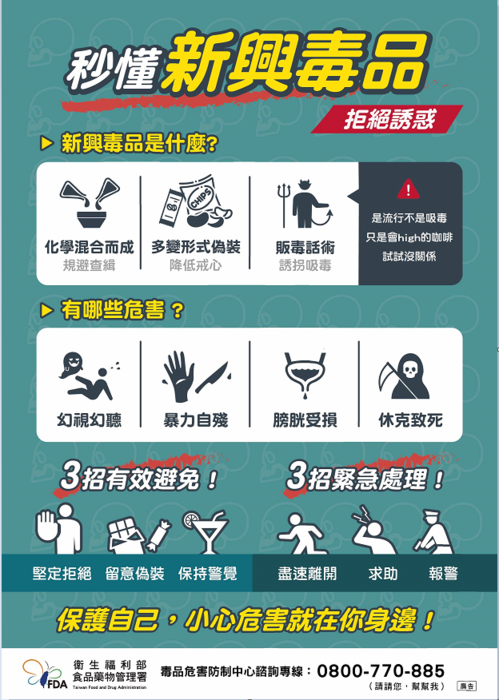 秒懂新興毒品
拒絕誘惑
新興毒品是什麼?
化學混合而成
規避查緝
CHIPS
多變形式偽裝
降低戒心
販毒話術
誘拐吸毒
!
是流行不是吸毒
只是會high的咖啡
試試沒關係
有哪些危害?
幻視幻聽
暴力自殘
膀胱受損
休克致死
3招有效避免!
堅定拒絕
留意偽裝
保持警覺
3招緊急處理!
盡速離開
求助
報警
保護自己,小心危害就在你身邊!
FDA
衛生福利部
食品藥物管理署
Taiwan Food and Drug Administration
毒品危害防制中心諮詢專線:0800-770-885
(請請您,幫幫我)
廣告